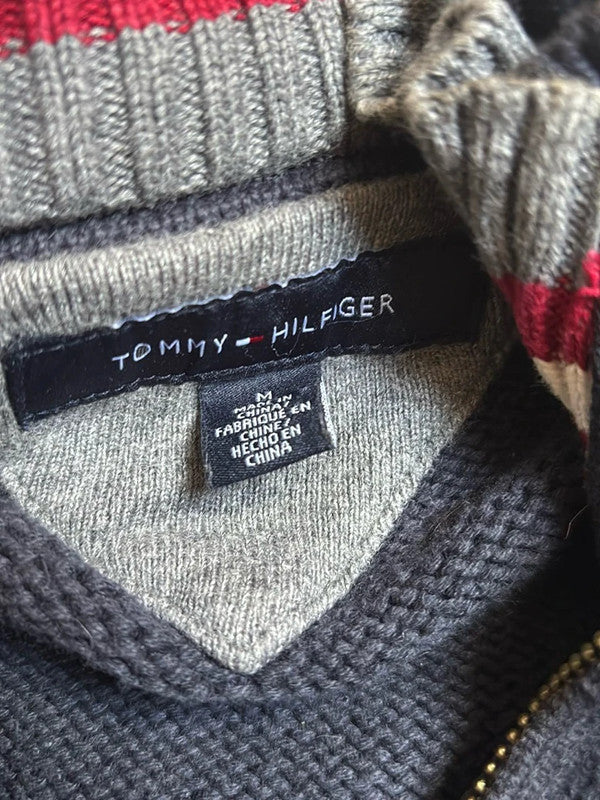 TOMMY HILFIGER
M
MADE IN
CHINA/
FABRIQUE EN
CHINE/
HECHO EN
CHINA